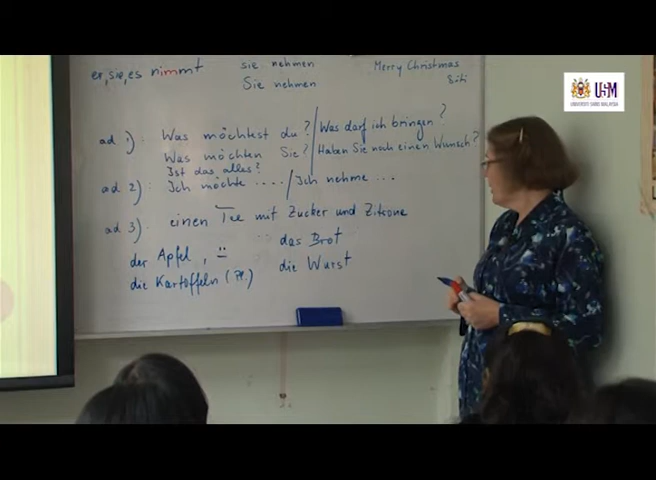 er, sie, es nimmt
sie nehmen
Sie nehmen
Merry Christmas
Siti
ad 1) : Was möchtest du? / Was darf ich bringen?
Was möchten Sie? / Haben Sie noch einen Wunsch?
Ist das alles?
ad 2) : Ich möchte .... / Ich nehme ...
ad 3) einen Tee mit Zucker und Zitrone
der Apfel, ¨ das Brot
die Kartoffeln (Pl.) die Wurst
USM
UNIVERSITI SAINS MALAYSIA